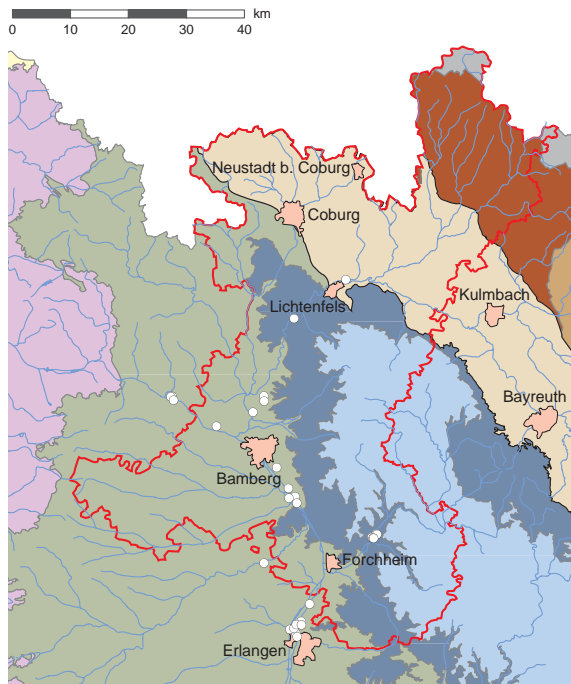 km
0 10 20 30 40
Neustadt b. Coburg
Coburg
Lichtenfels
Kulmbach
Bayreuth
Bamberg
Forchheim
Erlangen